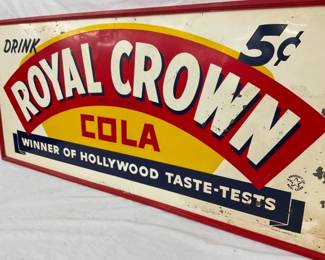 DRINK
5¢
ROYAL CROWN
COLA
WINNER OF HOLLYWOOD TASTE-TESTS